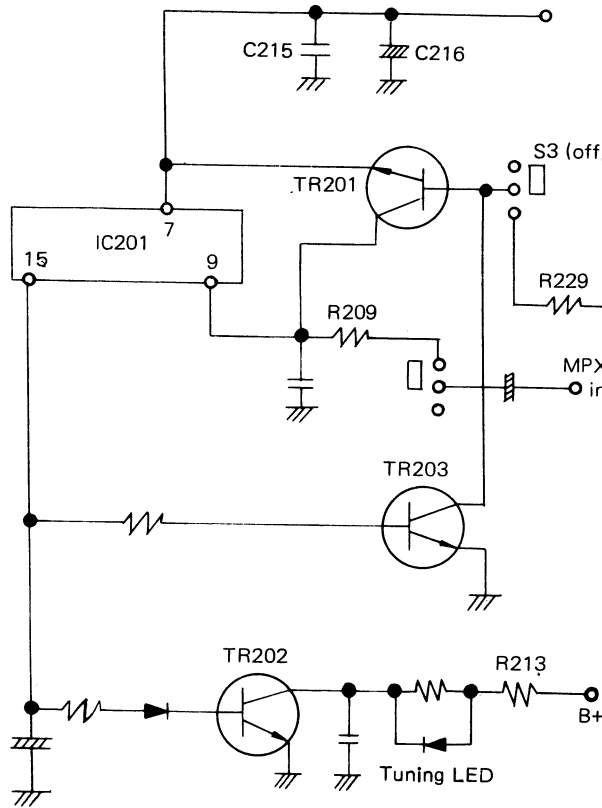 C215
C216
TR201
S3 (off
7
IC201
15
9
R229
R209
MPX
in
TR203
TR202
R213
B+
Tuning LED